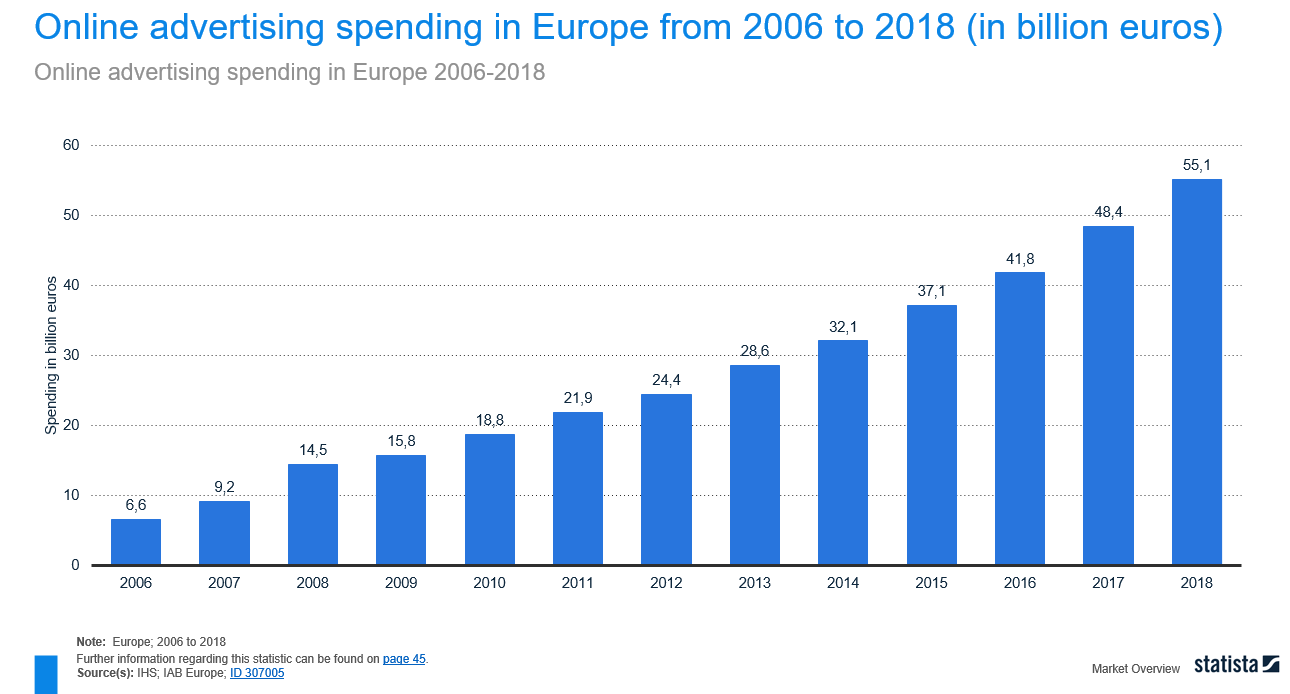 Online advertising spending in Europe from 2006 to 2018 (in billion euros)
Online advertising spending in Europe 2006-2018
Spending in billion euros
60
50
40
30
20
10
0
6,6
9,2
14,5
15,8
18,8
21,9
24,4
28,6
32,1
37,1
41,8
48,4
55,1
2006 2007 2008 2009 2010 2011 2012 2013 2014 2015 2016 2017 2018
Note: Europe; 2006 to 2018
Further information regarding this statistic can be found on page 45.
Source(s): IHS; IAB Europe; ID 307005
Market Overview statista